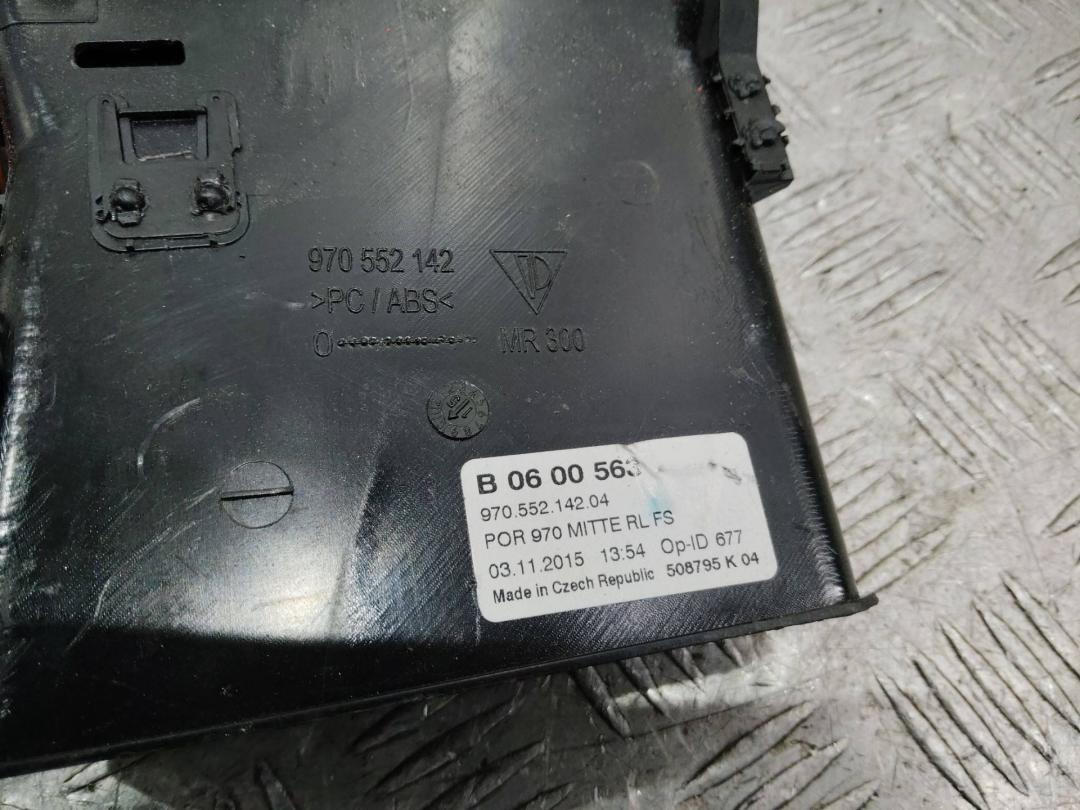 970 552 142
>PC / ABS<
MR 300
B 06 00 563
970.552.142.04
POR 970 MITTE RL FS
03.11.2015 13:54 Op-ID 677
Made in Czech Republic 508795 K 04